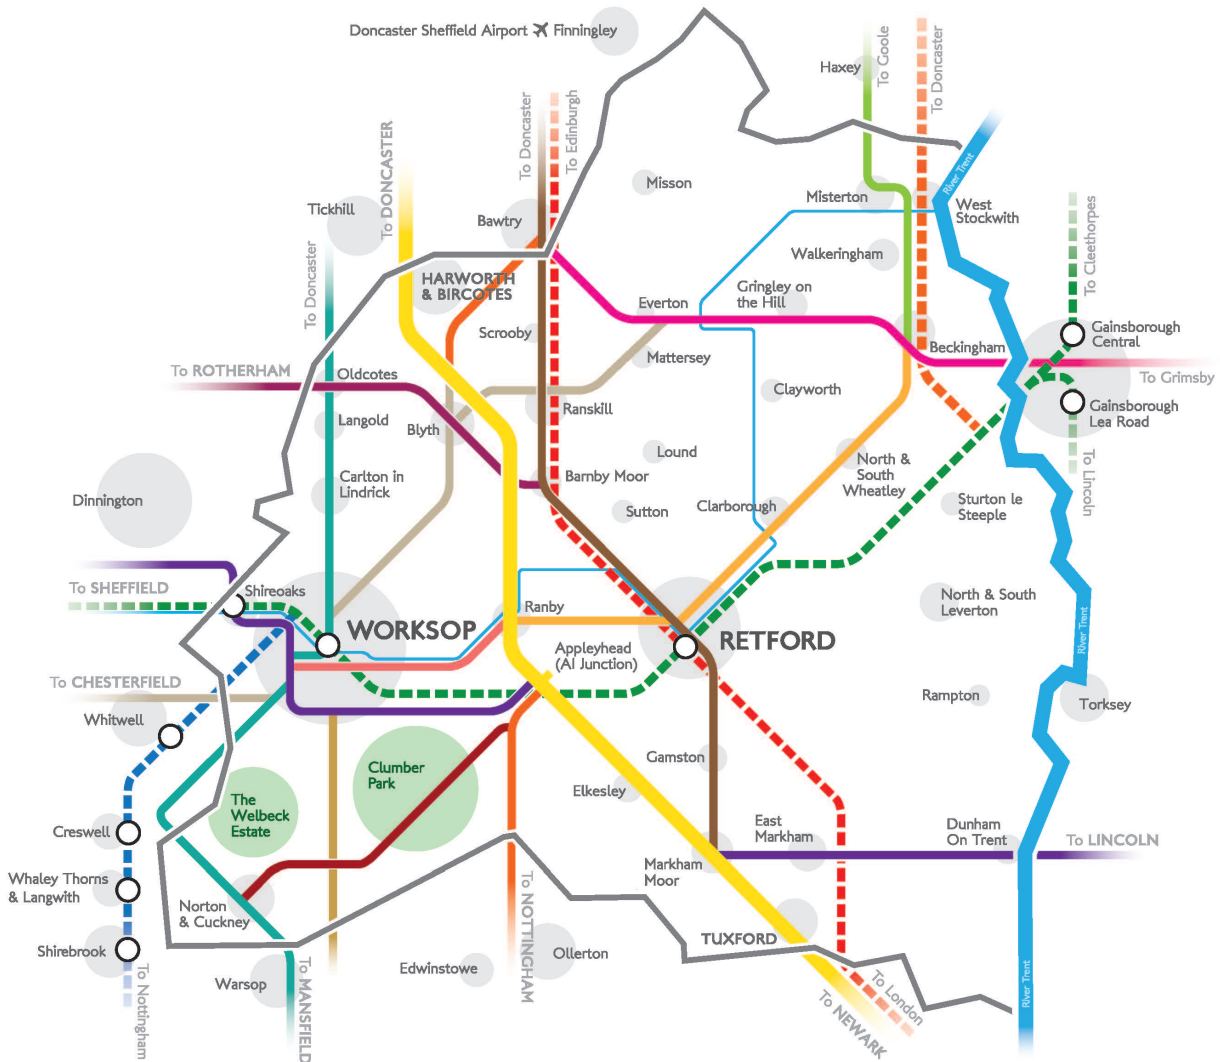 Doncaster Sheffield Airport ✈ Finningley
Haxey
To Goole
To Doncaster
To DONCASTER
To Doncaster
To Edinburgh
River Trent
Misson
Misterton
West
Stockwith
To Cleethorpes
Tickhill
Bawtry
Walkeringham
To Doncaster
HARWORTH
& BIRCOTES
Gringley on
the Hill
Everton
Scrooby
Gainsborough
Central
Beckingham
Mattersey
To ROTHERHAM
Oldcotes
To Grimsby
Clayworth
Ranskill
Gainsborough
Lea Road
Langold
Blyth
Lound
North &
South
Wheatley
To Lincoln
Carlton in
Lindrick
Barnby Moor
Dinnington
Sutton
Clarborough
Sturton le
Steeple
To SHEFFIELD
Shireoaks
Ranby
North & South
Leverton
River Trent
WORKSOP
RETFORD
Appleyhead
(A1 Junction)
To CHESTERFIELD
Rampton
Torksey
Whitwell
Gamston
Clumber
Park
Elkesley
The
Welbeck
Estate
Creswell
East
Markham
Dunham
On Trent
To LINCOLN
Markham
Moor
Whaley Thorns
& Langwith
Norton
& Cuckney
To NOTTINGHAM
TUXFORD
Shirebrook
Ollerton
Edwinstowe
Warsop
To Nottingham
To MANSFIELD
To London
To NEWARK
River Trent